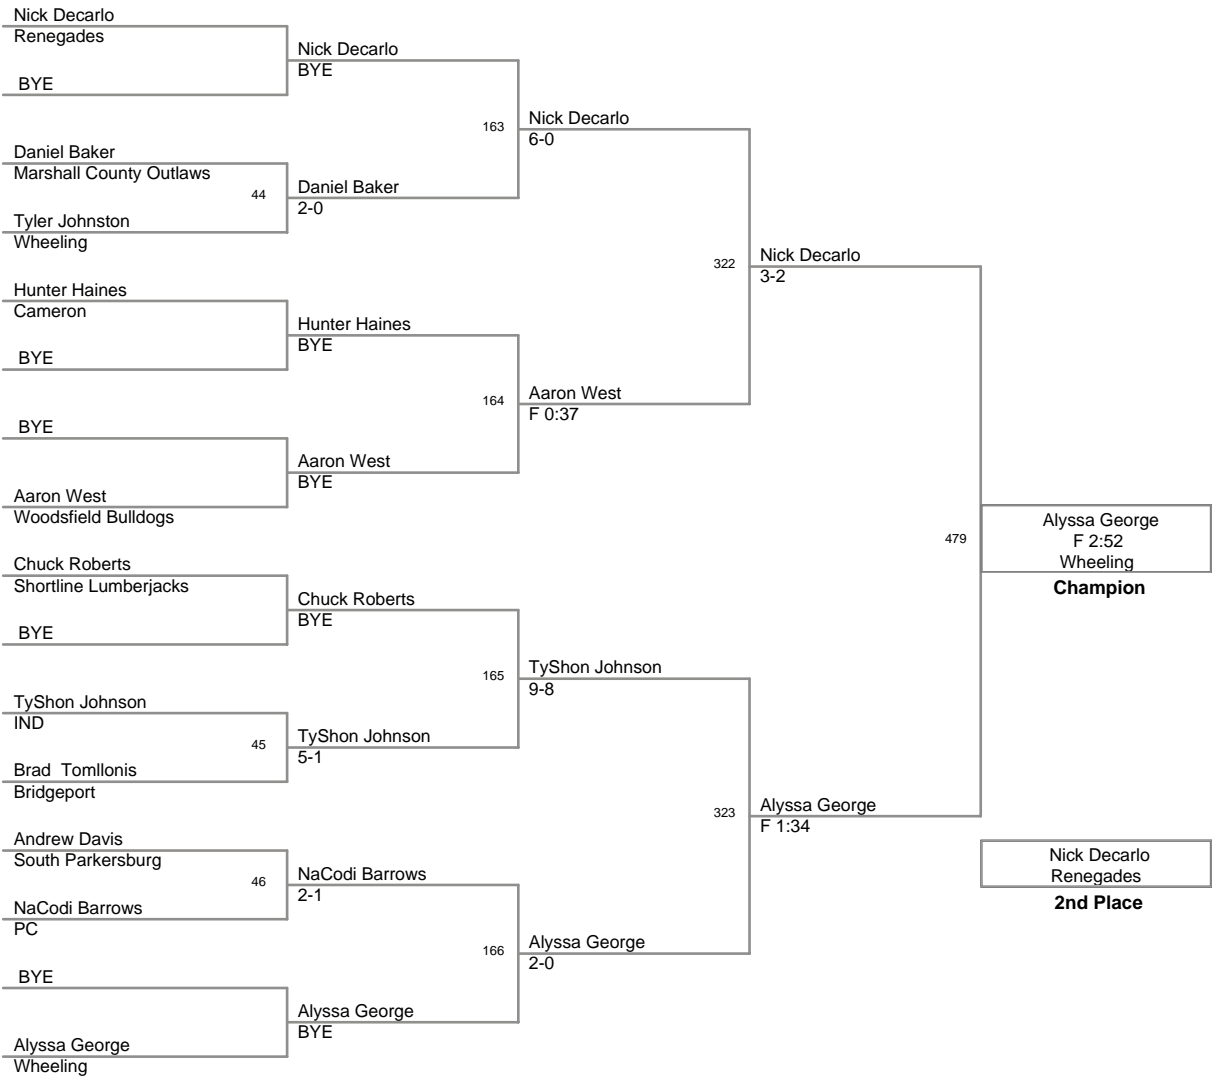 Nick Decarlo
Renegades
BYE
Daniel Baker
Marshall County Outlaws
44
Tyler Johnston
Wheeling
Hunter Haines
Cameron
BYE
BYE
Aaron West
Woodsfield Bulldogs
Chuck Roberts
Shortline Lumberjacks
BYE
TyShon Johnson
IND
45
Brad  Tomllonis
Bridgeport
Andrew Davis
South Parkersburg
46
NaCodi Barrows
PC
BYE
Alyssa George
Wheeling
Nick Decarlo
BYE
163
Daniel Baker
2-0
Hunter Haines
BYE
164
Aaron West
BYE
Chuck Roberts
BYE
165
TyShon Johnson
5-1
NaCodi Barrows
2-1
166
Alyssa George
BYE
Nick Decarlo
6-0
322
Aaron West
F 0:37
TyShon Johnson
9-8
323
Alyssa George
2-0
Nick Decarlo
3-2
479
Alyssa George
F 1:34
Alyssa George
F 2:52
Wheeling
Champion
Nick Decarlo
Renegades
2nd Place